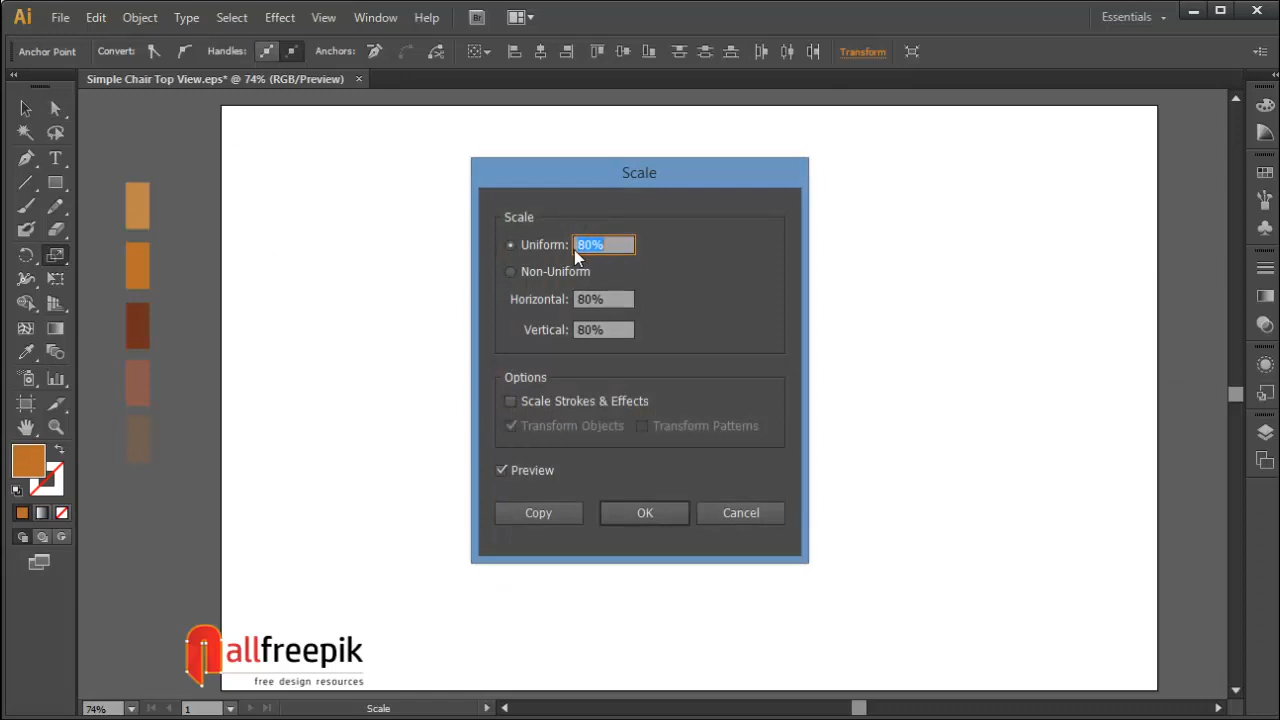 Ai File Edit Object Type Select Effect View Window Help Br Essentials
Anchor Point Convert: Handles: Anchors: Transform
Simple Chair Top View.eps* @ 74% (RGB/Preview) ×
Scale
Scale
Uniform: 80%
Non-Uniform
Horizontal: 80%
Vertical: 80%
Options
Scale Strokes & Effects
Transform Objects Transform Patterns
Preview
Copy OK Cancel
allfreepik
free design resources
74% 1 Scale